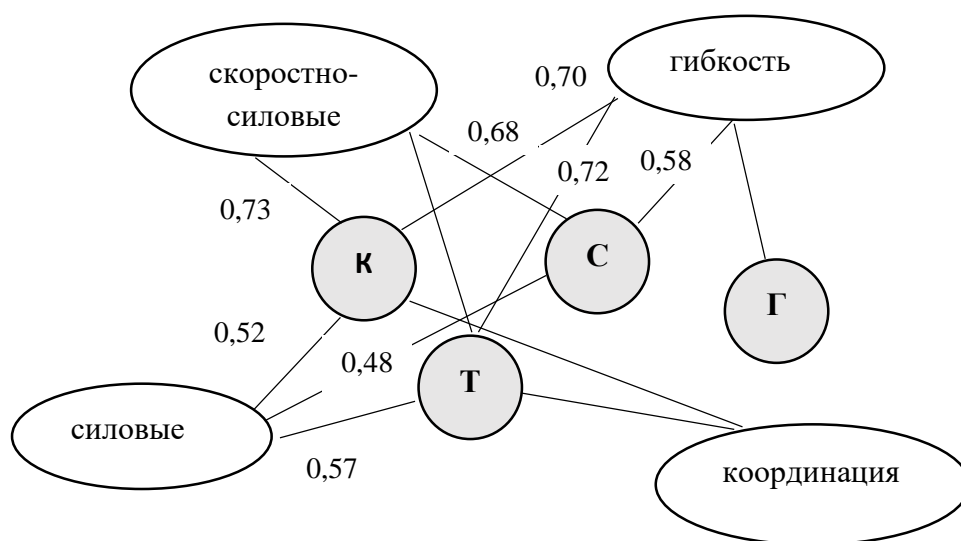 скоростно-
силовые
гибкость
0,70
0,68
0,58
0,72
0,73
К
С
Г
0,52
0,48
Т
силовые
0,57
координация